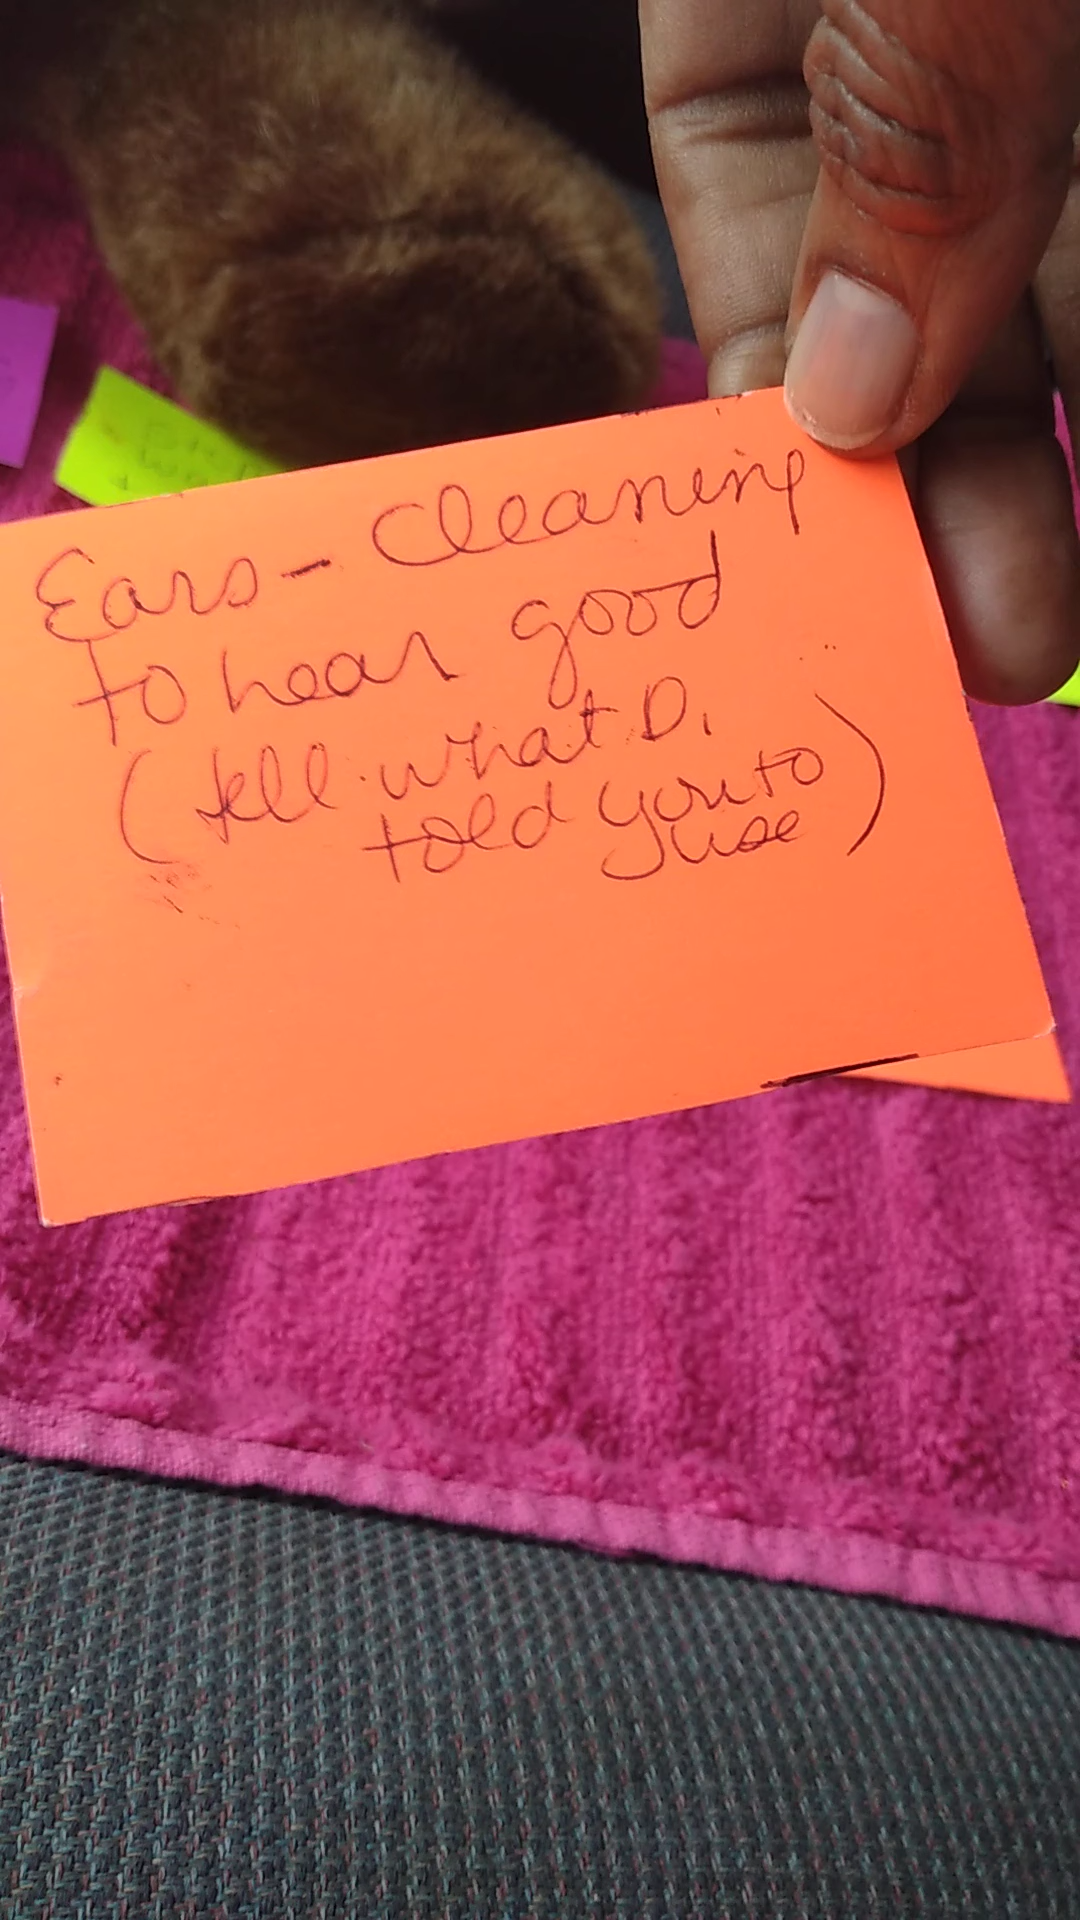 Ears - Cleaning
to hear good
(tell what D.
told you to
use)